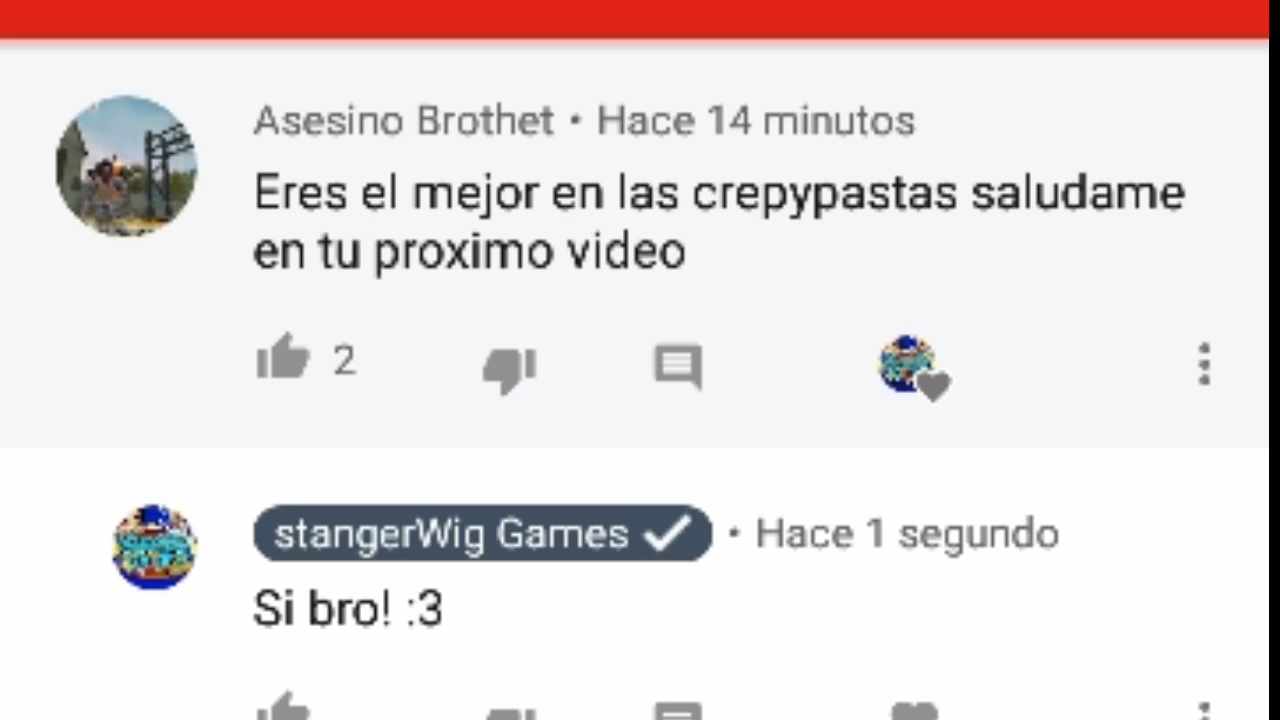 Asesino Brothet • Hace 14 minutos
Eres el mejor en las crepypastas saludame
en tu proximo video
2
stangerWig Games • Hace 1 segundo
Si bro! :3